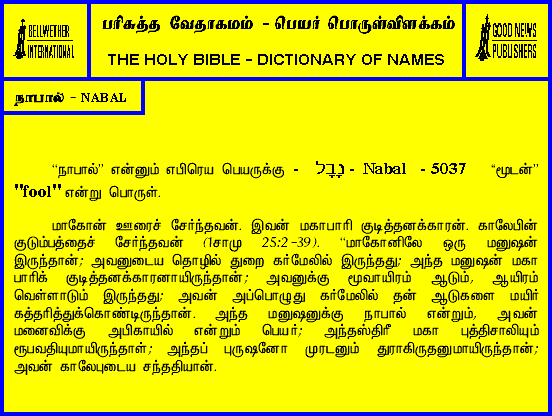 BELLWETHER
INTERNATIONAL
பரிசுத்த வேதாகமம் - பெயர் பொருள்விளக்கம்
THE HOLY BIBLE - DICTIONARY OF NAMES
GOOD NEWS
PUBLISHERS
நாபால் - NABAL
“நாபால்” என்னும் எபிரெய பெயருக்கு - נָבָל - Nabal - 5037 “மூடன்”
"fool" என்று பொருள்.
மாகோன் ஊரைச் சேர்ந்தவன். இவன் மகாபாரி குடித்தனக்காரன். காலேபின்
குடும்பத்தைச் சேர்ந்தவன் (1சாமு 25:2-39). “மாகோனிலே ஒரு மனுஷன்
இருந்தான்; அவனுடைய தொழில் துறை கர்மேலில் இருந்தது; அந்த மனுஷன் மகா
பாரிக் குடித்தனக்காரனாயிருந்தான்; அவனுக்கு மூவாயிரம் ஆடும், ஆயிரம்
வெள்ளாடும் இருந்தது; அவன் அப்பொழுது கர்மேலில் தன் ஆடுகளை மயிர்
கத்தரித்துக்கொண்டிருந்தான். அந்த மனுஷனுக்கு நாபால் என்றும், அவன்
மனைவிக்கு அபிகாயில் என்றும் பெயர்; அந்தஸ்திரீ மகா புத்திசாலியும்
ரூபவதியுமாயிருந்தாள்; அந்தப் புருஷனோ முரடனும் துராகிருதனுமாயிருந்தான்;
அவன் காலேபுடைய சந்ததியான்.